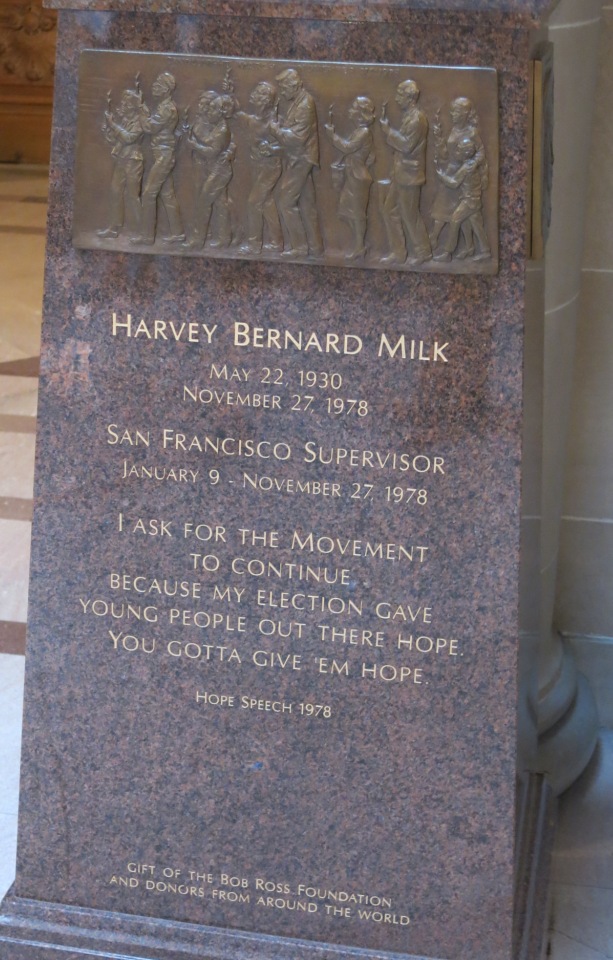 Harvey Bernard Milk
May 22, 1930
November 27, 1978
San Francisco Supervisor
January 9 - November 27, 1978
I ask for the Movement
to continue
because my election gave
young people out there hope.
You gotta give 'em hope.
Hope Speech 1978
gift of the Bob Ross Foundation
and donors from around the world